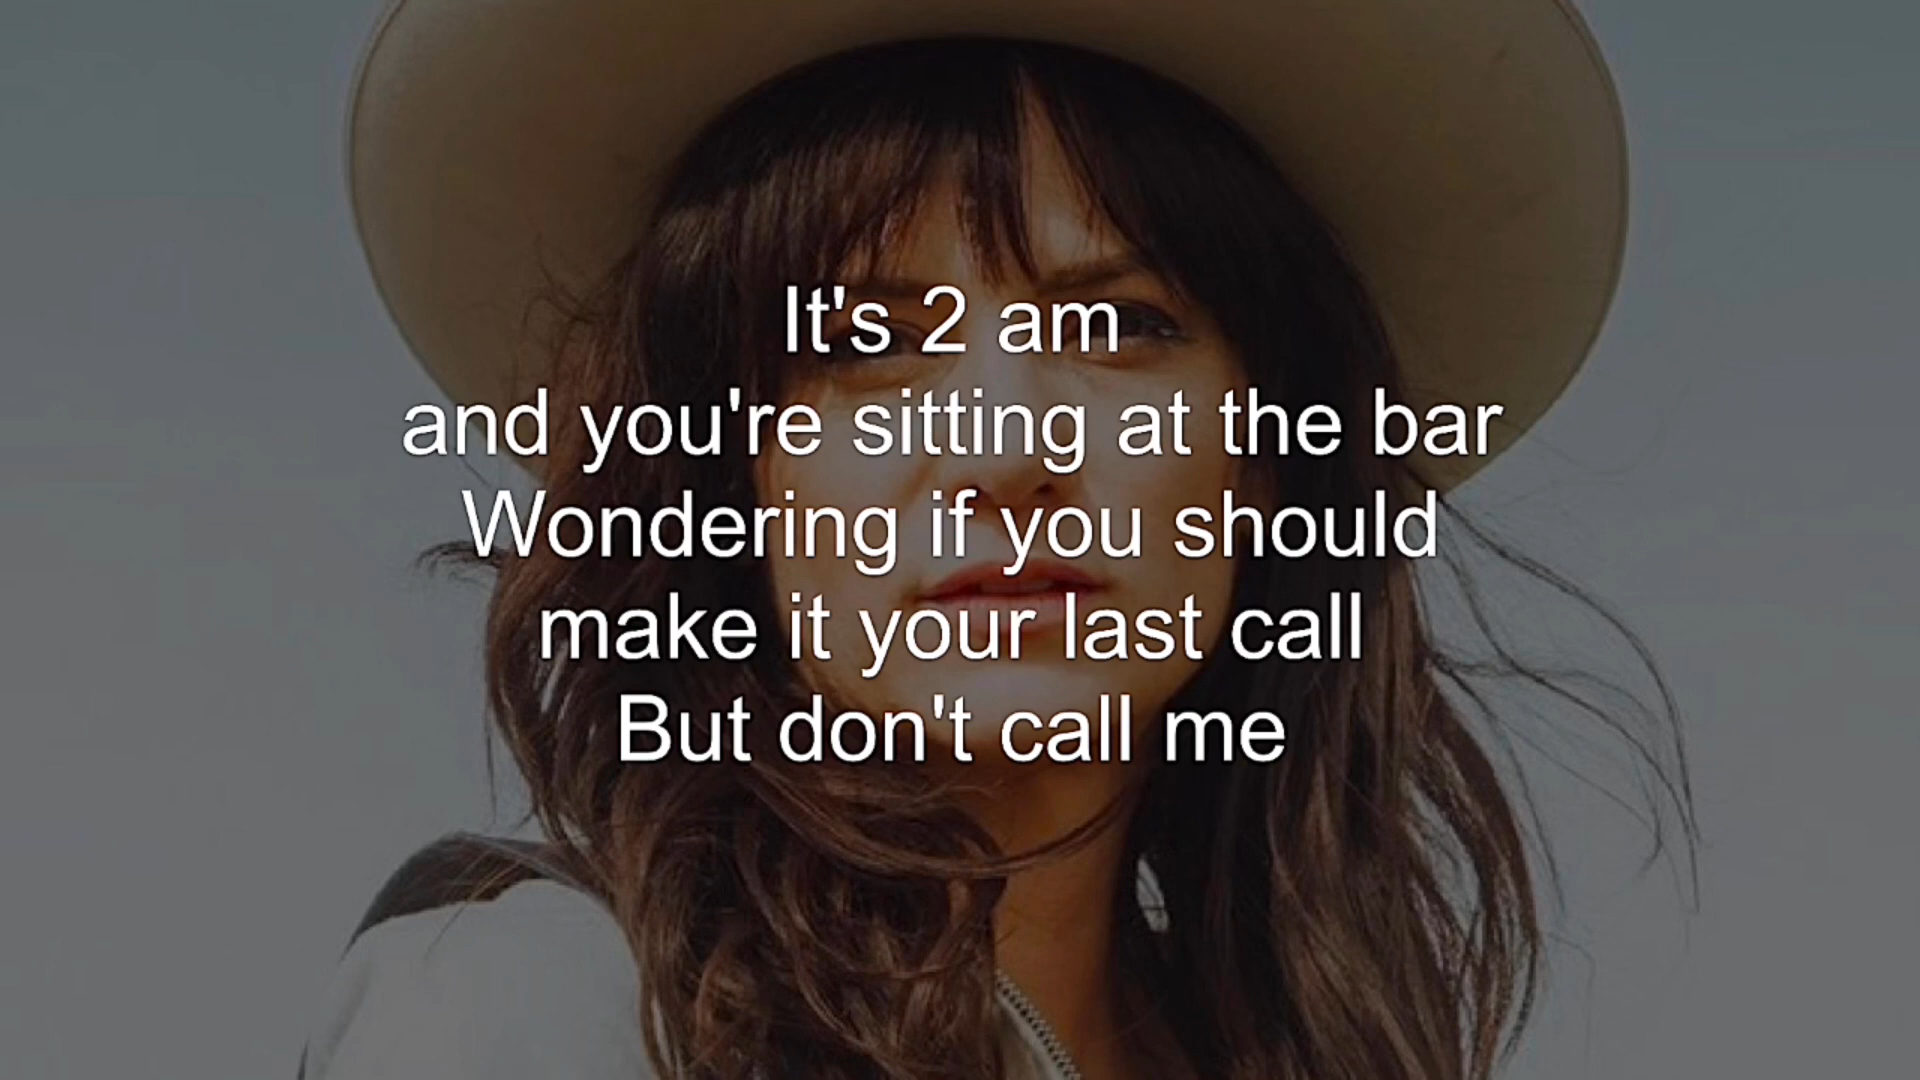 It's 2 am
and you're sitting at the bar
Wondering if you should
make it your last call
But don't call me